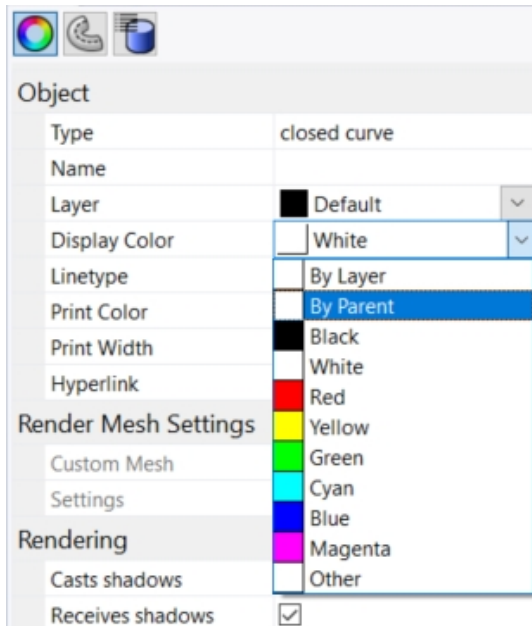 Object
Type closed curve
Name
Layer Default
Display Color White
Linetype By Layer
Print Color By Parent
Print Width Black
White
Hyperlink Red
Render Mesh Settings Yellow
Custom Mesh Green
Settings Cyan
Blue
Rendering Magenta
Casts shadows Other
Receives shadows